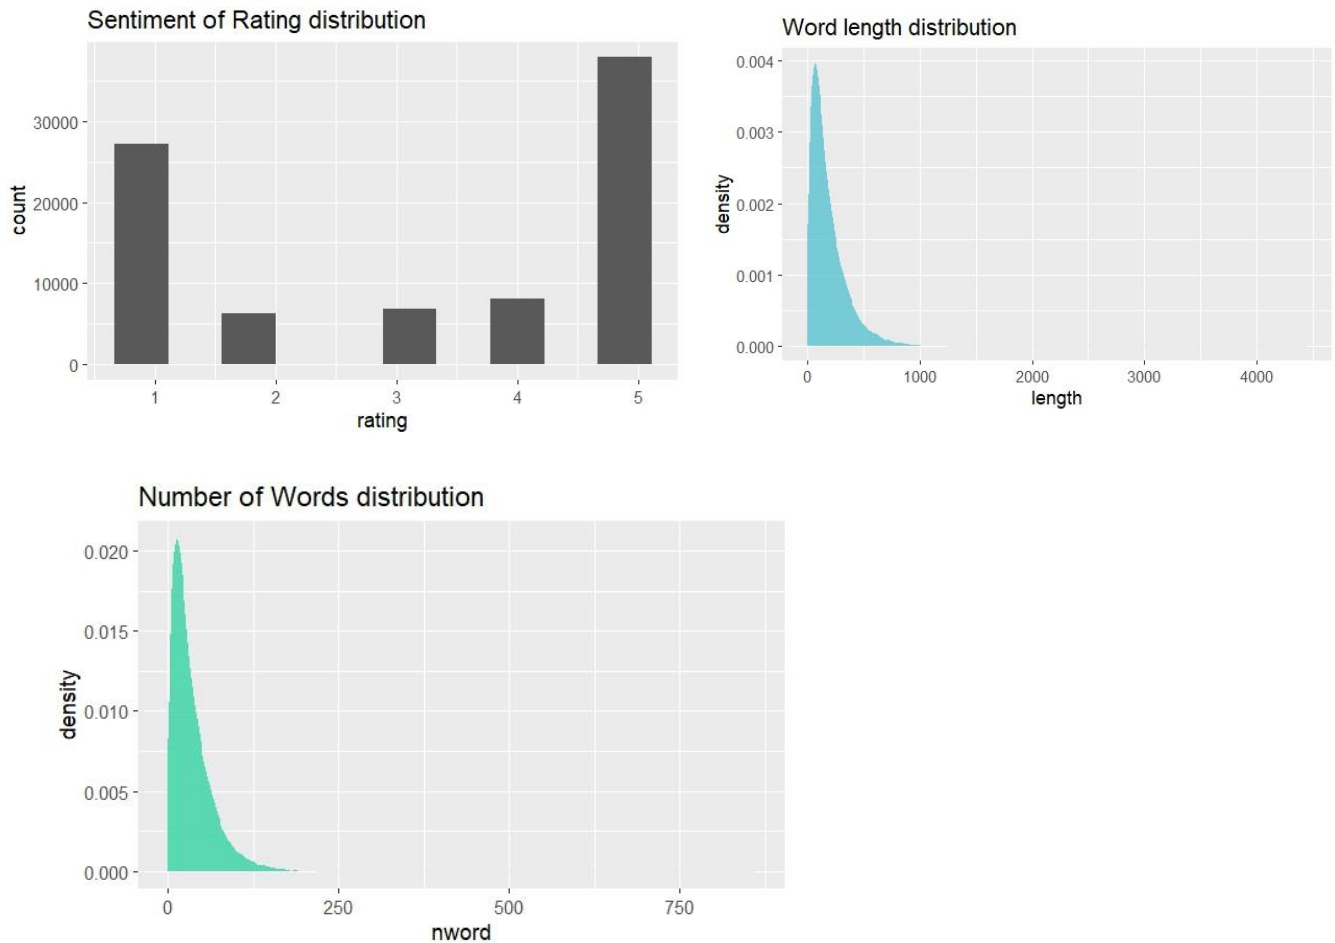 Sentiment of Rating distribution
30000
20000
10000
0
count
1 2 3 4 5
rating
Word length distribution
0.004
0.003
0.002
0.001
0.000
density
0 1000 2000 3000 4000
length
Number of Words distribution
0.020
0.015
0.010
0.005
0.000
density
0 250 500 750
nword